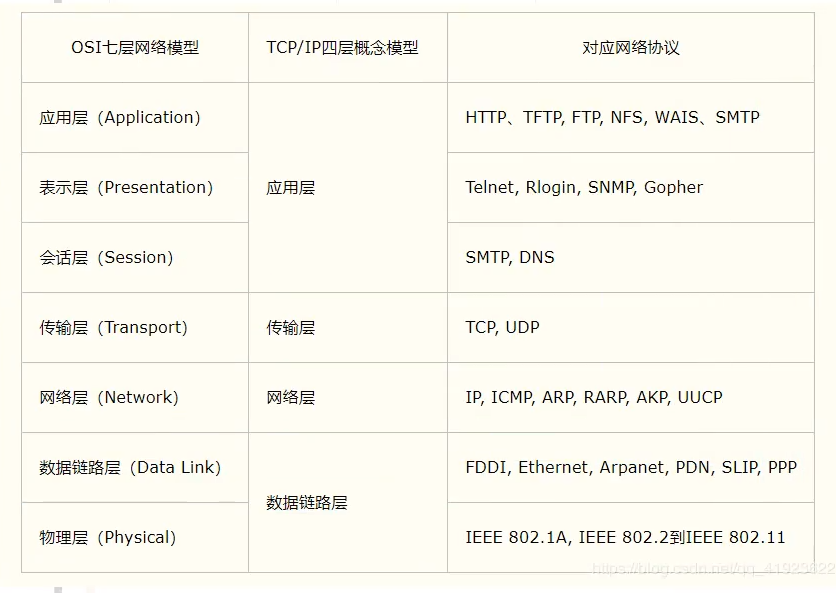 OSI七层网络模型 TCP/IP四层概念模型 对应网络协议
应用层（Application） HTTP、TFTP, FTP, NFS, WAIS、SMTP
表示层（Presentation） 应用层 Telnet, Rlogin, SNMP, Gopher
会话层（Session） SMTP, DNS
传输层（Transport） 传输层 TCP, UDP
网络层（Network） 网络层 IP, ICMP, ARP, RARP, AKP, UUCP
数据链路层（Data Link） FDDI, Ethernet, Arpanet, PDN, SLIP, PPP
数据链路层
物理层（Physical） IEEE 802.1A, IEEE 802.2到IEEE 802.11
https://blog.csdn.net/qq_41923622